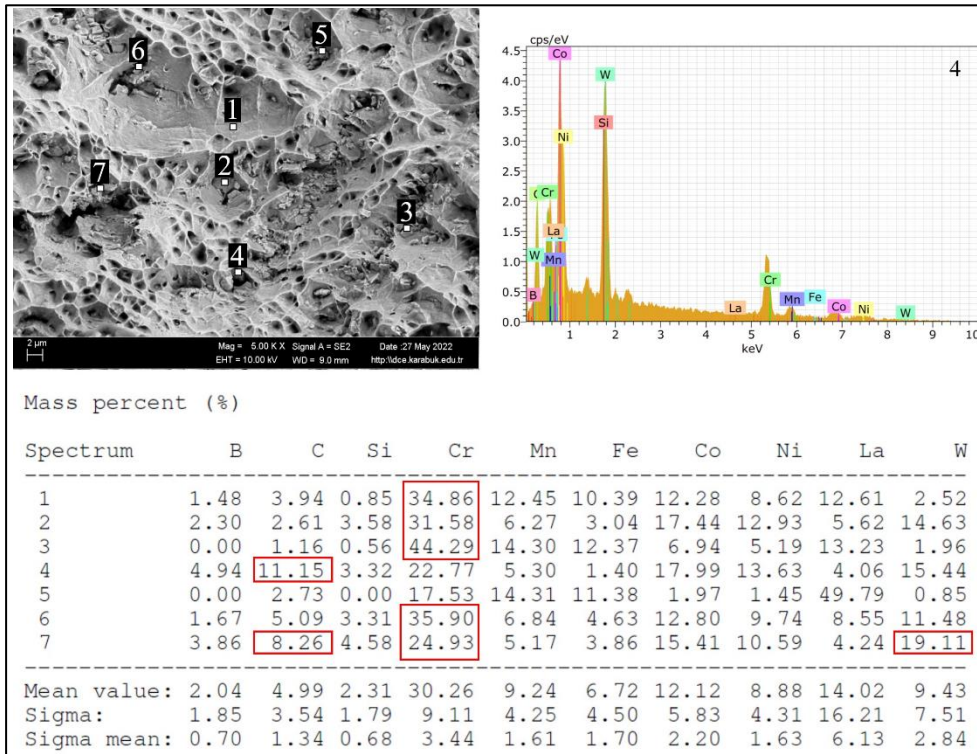 6
5
1
2
7
3
4
2 µm
Mag = 5.00 K X Signal A = SE2 Date :27 May 2022
EHT = 10.00 kV WD = 9.0 mm http:\\dce.karabuk.edu.tr
cps/eV
4
4.5
4.0
3.5
3.0
2.5
2.0
1.5
1.0
0.5
0.0
Co
W
Si
Ni
Cr
La
W
Mn
B
La
Cr
Mn
Fe
Co
Ni
W
1 2 3 4 5 6 7 8 9 10
keV
Mass percent (%)
Spectrum B C Si Cr Mn Fe Co Ni La W
1 1.48 3.94 0.85 34.86 12.45 10.39 12.28 8.62 12.61 2.52
2 2.30 2.61 3.58 31.58 6.27 3.04 17.44 12.93 5.62 14.63
3 0.00 1.16 0.56 44.29 14.30 12.37 6.94 5.19 13.23 1.96
4 4.94 11.15 3.32 22.77 5.30 1.40 17.99 13.63 4.06 15.44
5 0.00 2.73 0.00 17.53 14.31 11.38 1.97 1.45 49.79 0.85
6 1.67 5.09 3.31 35.90 6.84 4.63 12.80 9.74 8.55 11.48
7 3.86 8.26 4.58 24.93 5.17 3.86 15.41 10.59 4.24 19.11
Mean value: 2.04 4.99 2.31 30.26 9.24 6.72 12.12 8.88 14.02 9.43
Sigma: 1.85 3.54 1.79 9.11 4.25 4.50 5.83 4.31 16.21 7.51
Sigma mean: 0.70 1.34 0.68 3.44 1.61 1.70 2.20 1.63 6.13 2.84